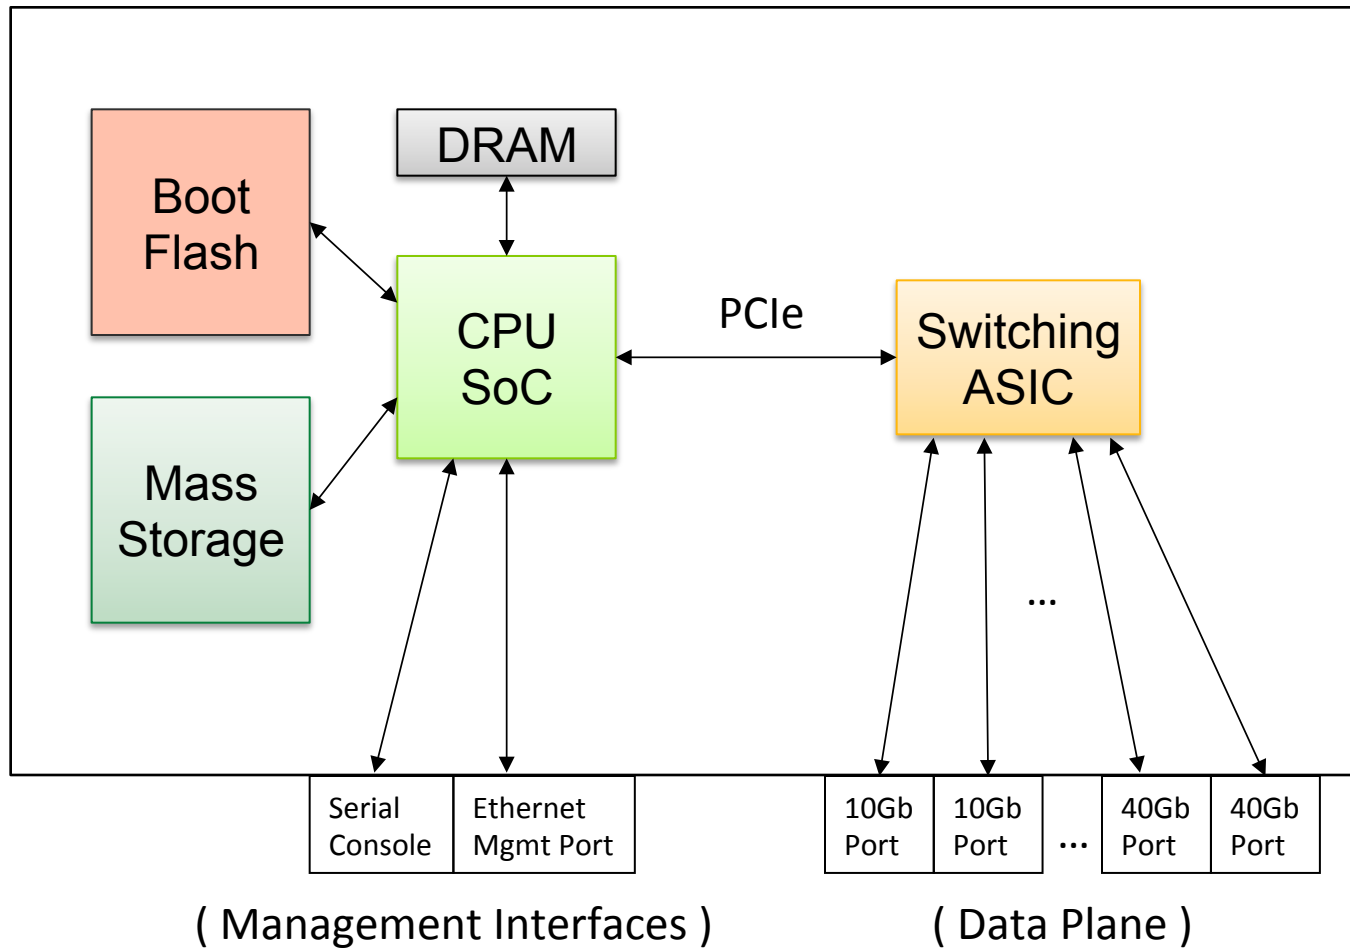 DRAM
Boot
Flash
CPU
SoC
PCIe
Switching
ASIC
Mass
Storage
...
Serial
Console
Ethernet
Mgmt Port
10Gb
Port
10Gb
Port
...
40Gb
Port
40Gb
Port
( Management Interfaces )
( Data Plane )